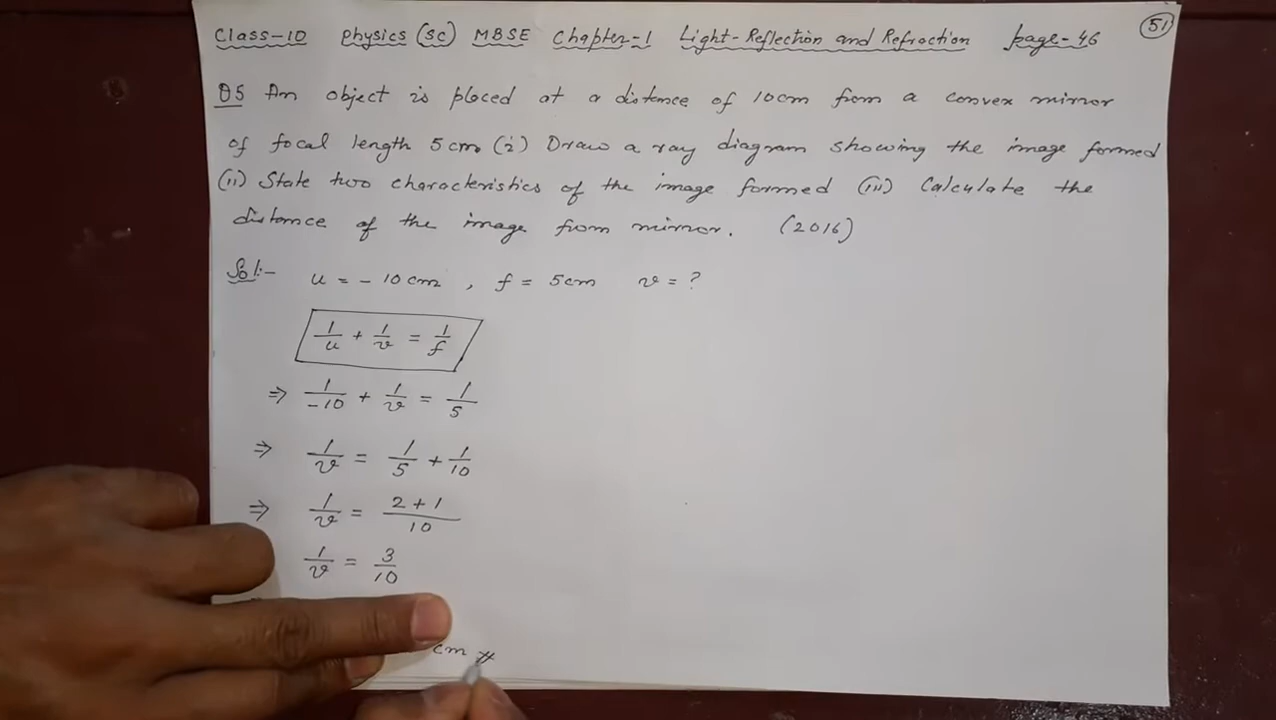 51
Class-10 Physics (SC) MBSE Chapter-1 Light-Reflection and Refraction page-46
Q5 An object is placed at a distance of 10cm from a convex mirror
of focal length 5cm. (i) Draw a ray diagram showing the image formed
(ii) State two characteristics of the image formed (iii) Calculate the
distance of the image from mirror. (2016)
Sol:-
u = - 10cm , f = 5cm v = ?
1/u + 1/v = 1/f
⇒ 1/-10 + 1/v = 1/5
⇒ 1/v = 1/5 + 1/10
⇒ 1/v = 2+1/10
1/v = 3/10
cm #